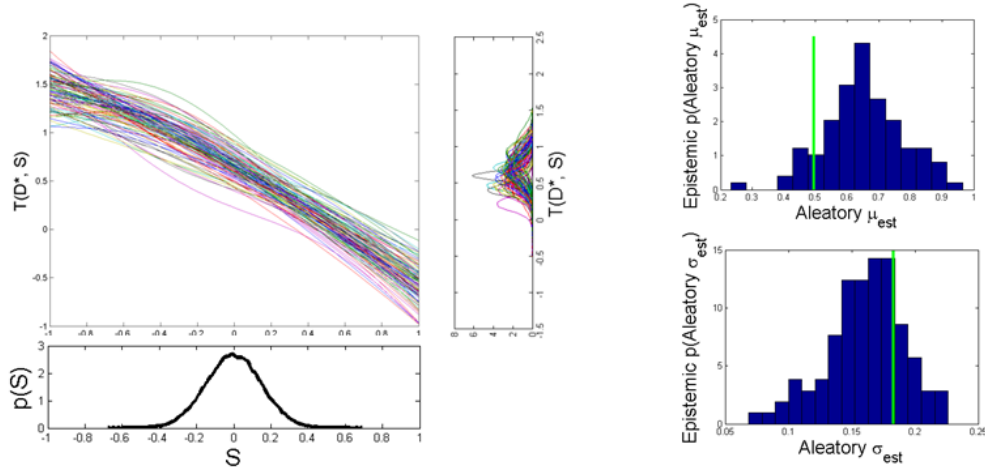 2
1.5
1
0.5
0
-0.5
-1
T(D*, S)
-1 -0.8 -0.6 -0.4 -0.2 0 0.2 0.4 0.6 0.8 1
3
2
1
0
p(S)
-1 -0.8 -0.6 -0.4 -0.2 0 0.2 0.4 0.6 0.8 1
S
2.5
2
1.5
1
0.5
0
-0.5
-1
-1.5
T(D*, S)
8 6 4 2 0
5
4
3
2
1
0
Epistemic p(Aleatory μest)
0.2 0.3 0.4 0.5 0.6 0.7 0.8 0.9 1
Aleatory μest
15
10
5
0
Epistemic p(Aleatory σest)
0.05 0.1 0.15 0.2 0.25
Aleatory σest